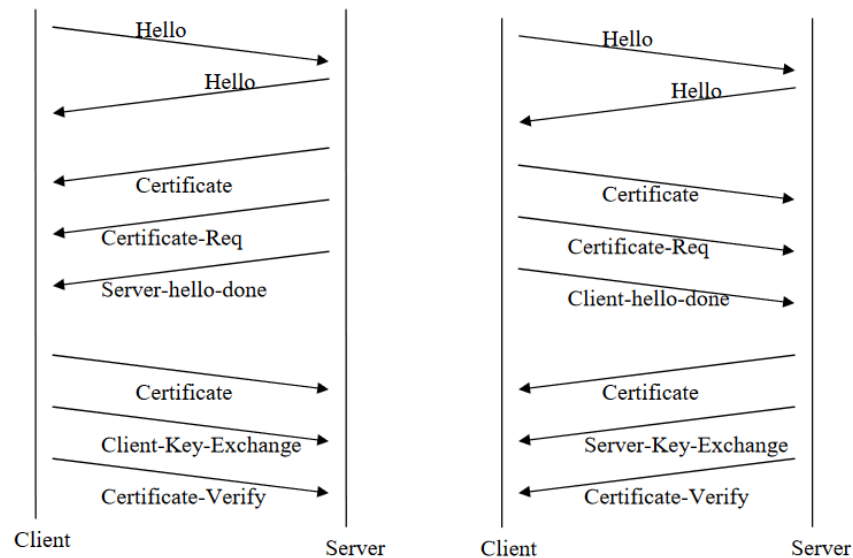 Hello
Hello
Certificate
Certificate-Req
Server-hello-done
Certificate
Client-Key-Exchange
Certificate-Verify
Client
Server
Hello
Hello
Certificate
Certificate-Req
Client-hello-done
Certificate
Server-Key-Exchange
Certificate-Verify
Client
Server